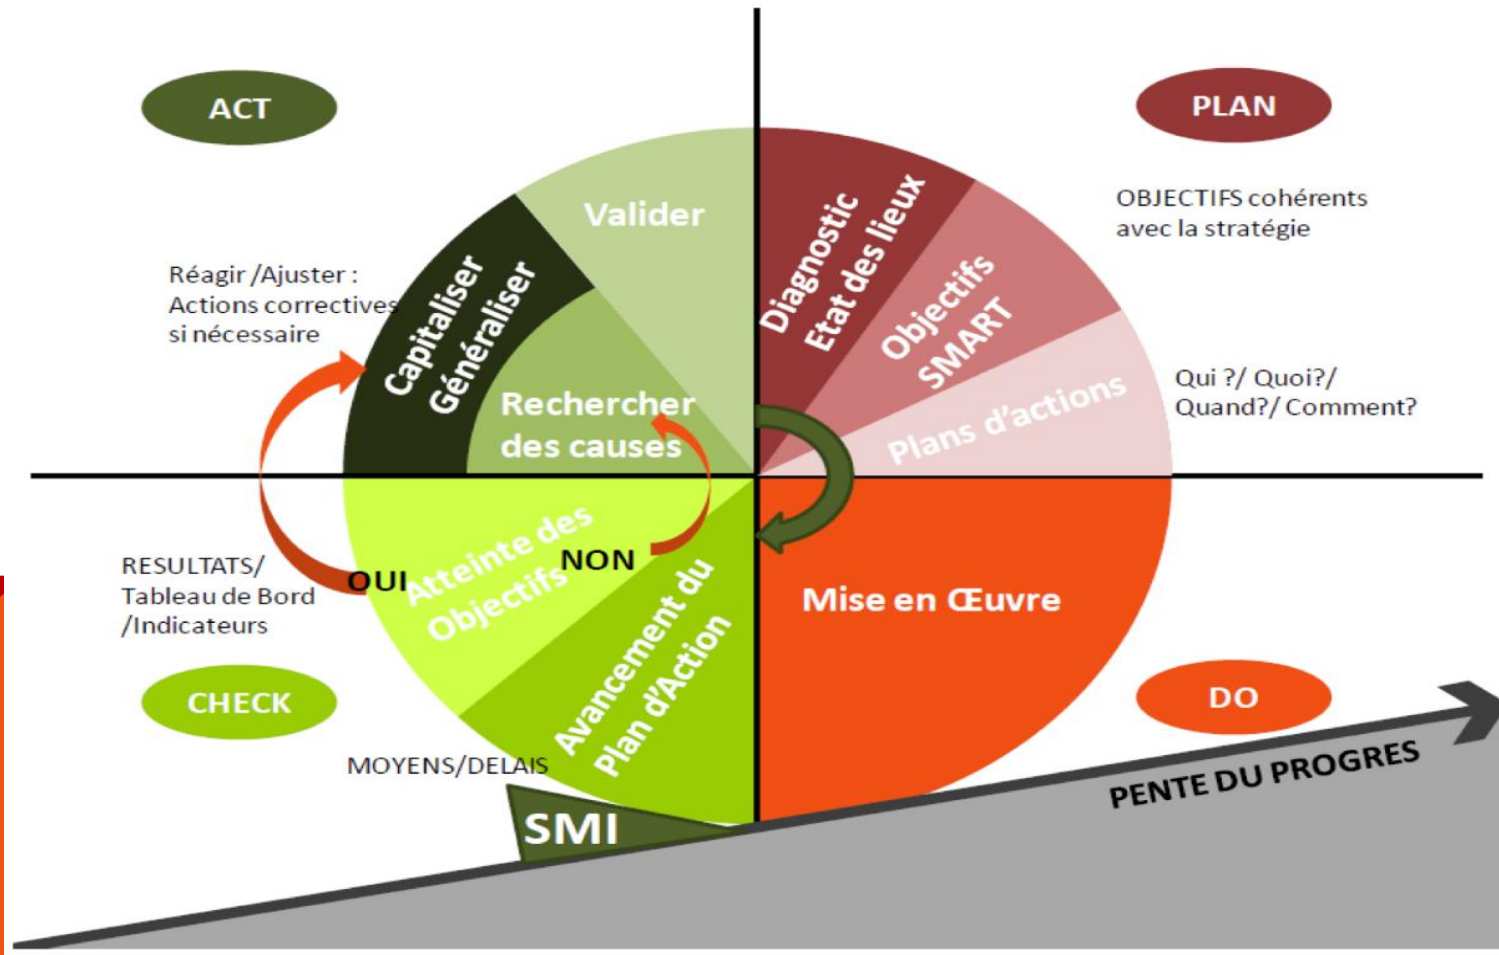 ACT
PLAN
OBJECTIFS cohérents
avec la stratégie
Valider
Diagnostic
Etat des lieux
Objectifs
SMART
Plans d'actions
Qui ?/ Quoi?/
Quand?/ Comment?
Réagir /Ajuster :
Actions correctives
si nécessaire
Capitaliser
Généraliser
Rechercher
des causes
RESULTATS/
Tableau de Bord
/Indicateurs
OUI
Atteinte des
Objectifs
NON
Avancement du
Plan d'Action
Mise en Œuvre
CHECK
DO
MOYENS/DELAIS
SMI
PENTE DU PROGRES